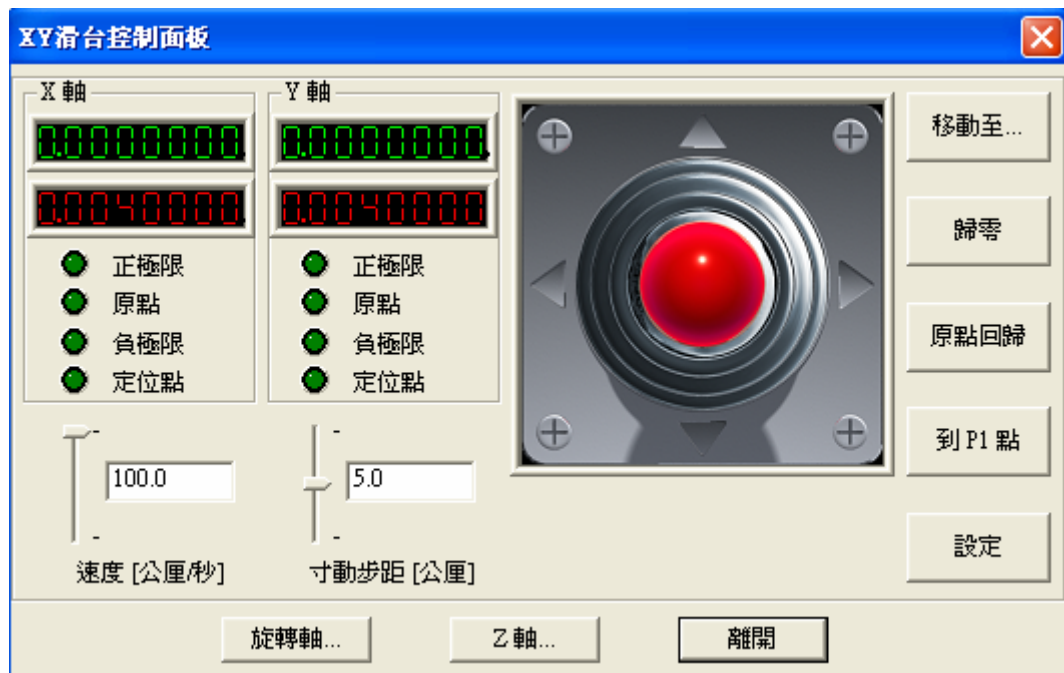 XY滑台控制面板
X 軸
0.0000000
0.0040000
正極限
原點
負極限
定位點
Y 軸
0.0000000
0.0040000
正極限
原點
負極限
定位點
100.0
速度 [公厘/秒]
5.0
寸動步距 [公厘]
移動至...
歸零
原點回歸
到 P1 點
設定
旋轉軸...
Z 軸...
離開